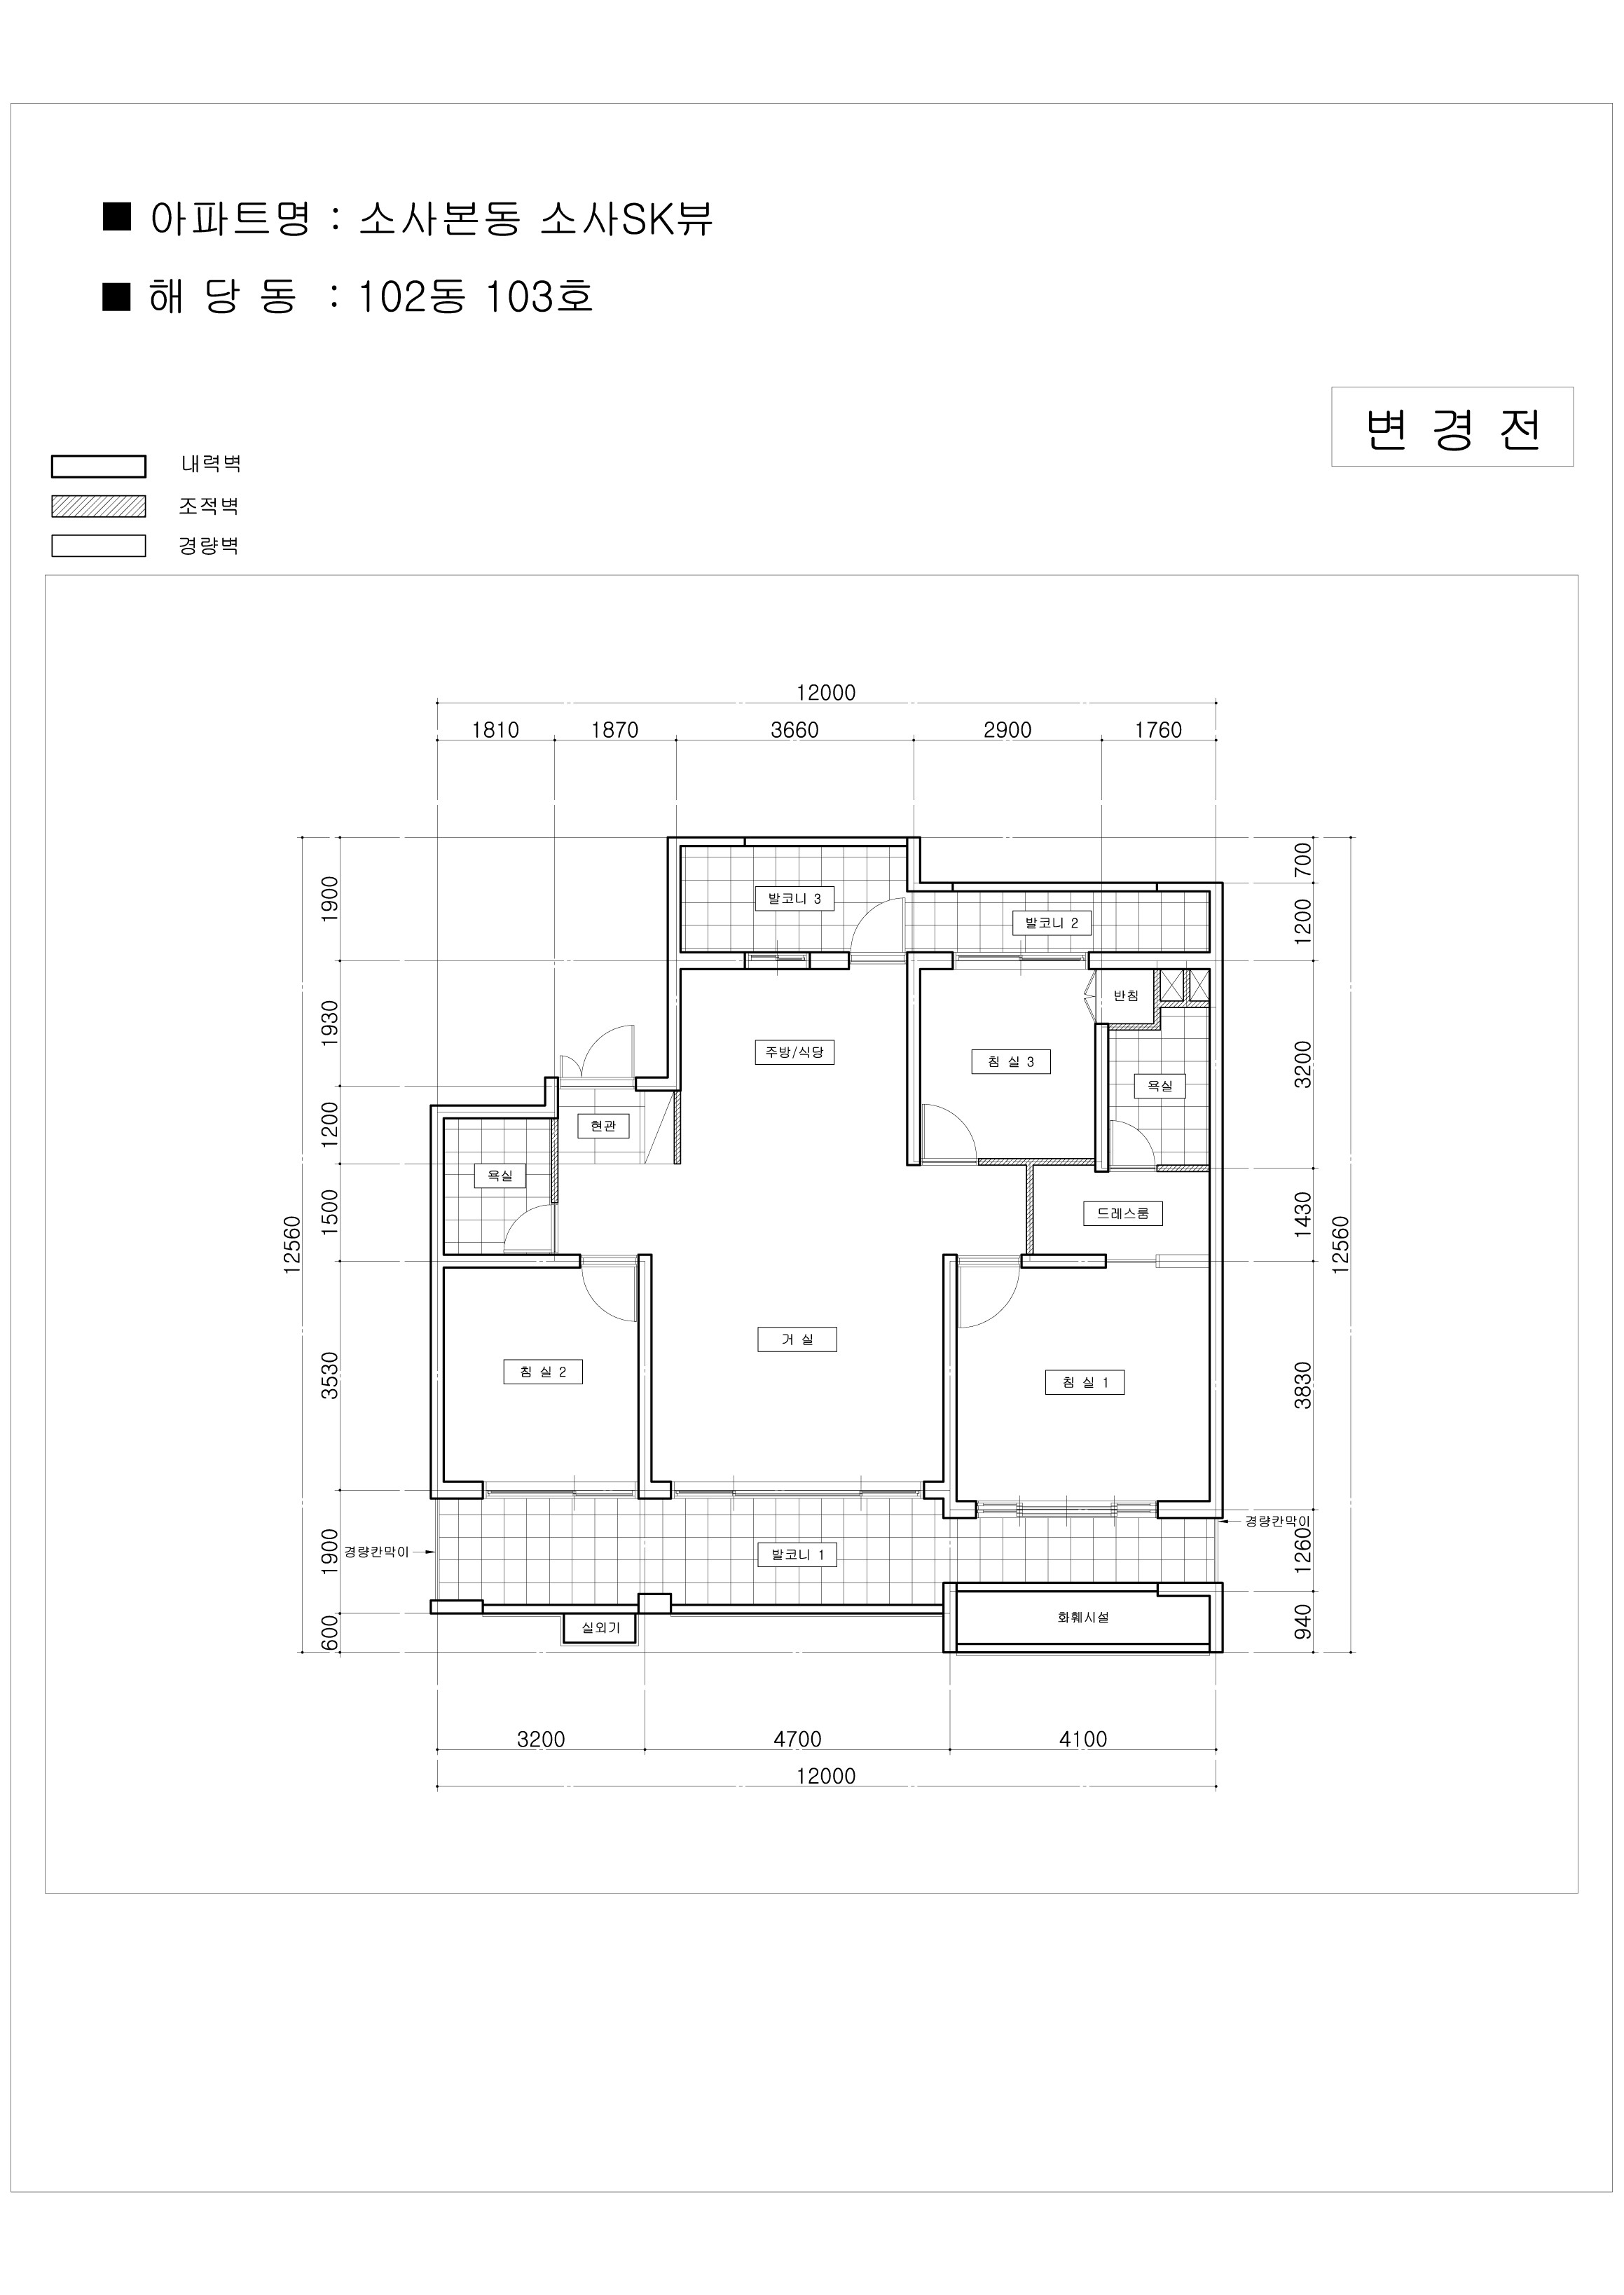 ■ 아파트명 : 소사본동 소사SK뷰
■ 해 당 동 : 102동 103호
변 경 전
내력벽
조적벽
경량벽
12000
1810 1870 3660 2900 1760
700
1900
발코니 3
1200
발코니 2
반침
1930
주방/식당
침 실 3
3200
욕실
현관
1200
욕실
1500
드레스룸
1430
12560
12560
거 실
침 실 2
3530
침 실 1
3830
경량칸막이
경량칸막이
1900
발코니 1
1260
화훼시설
실외기
600
940
3200 4700 4100
12000